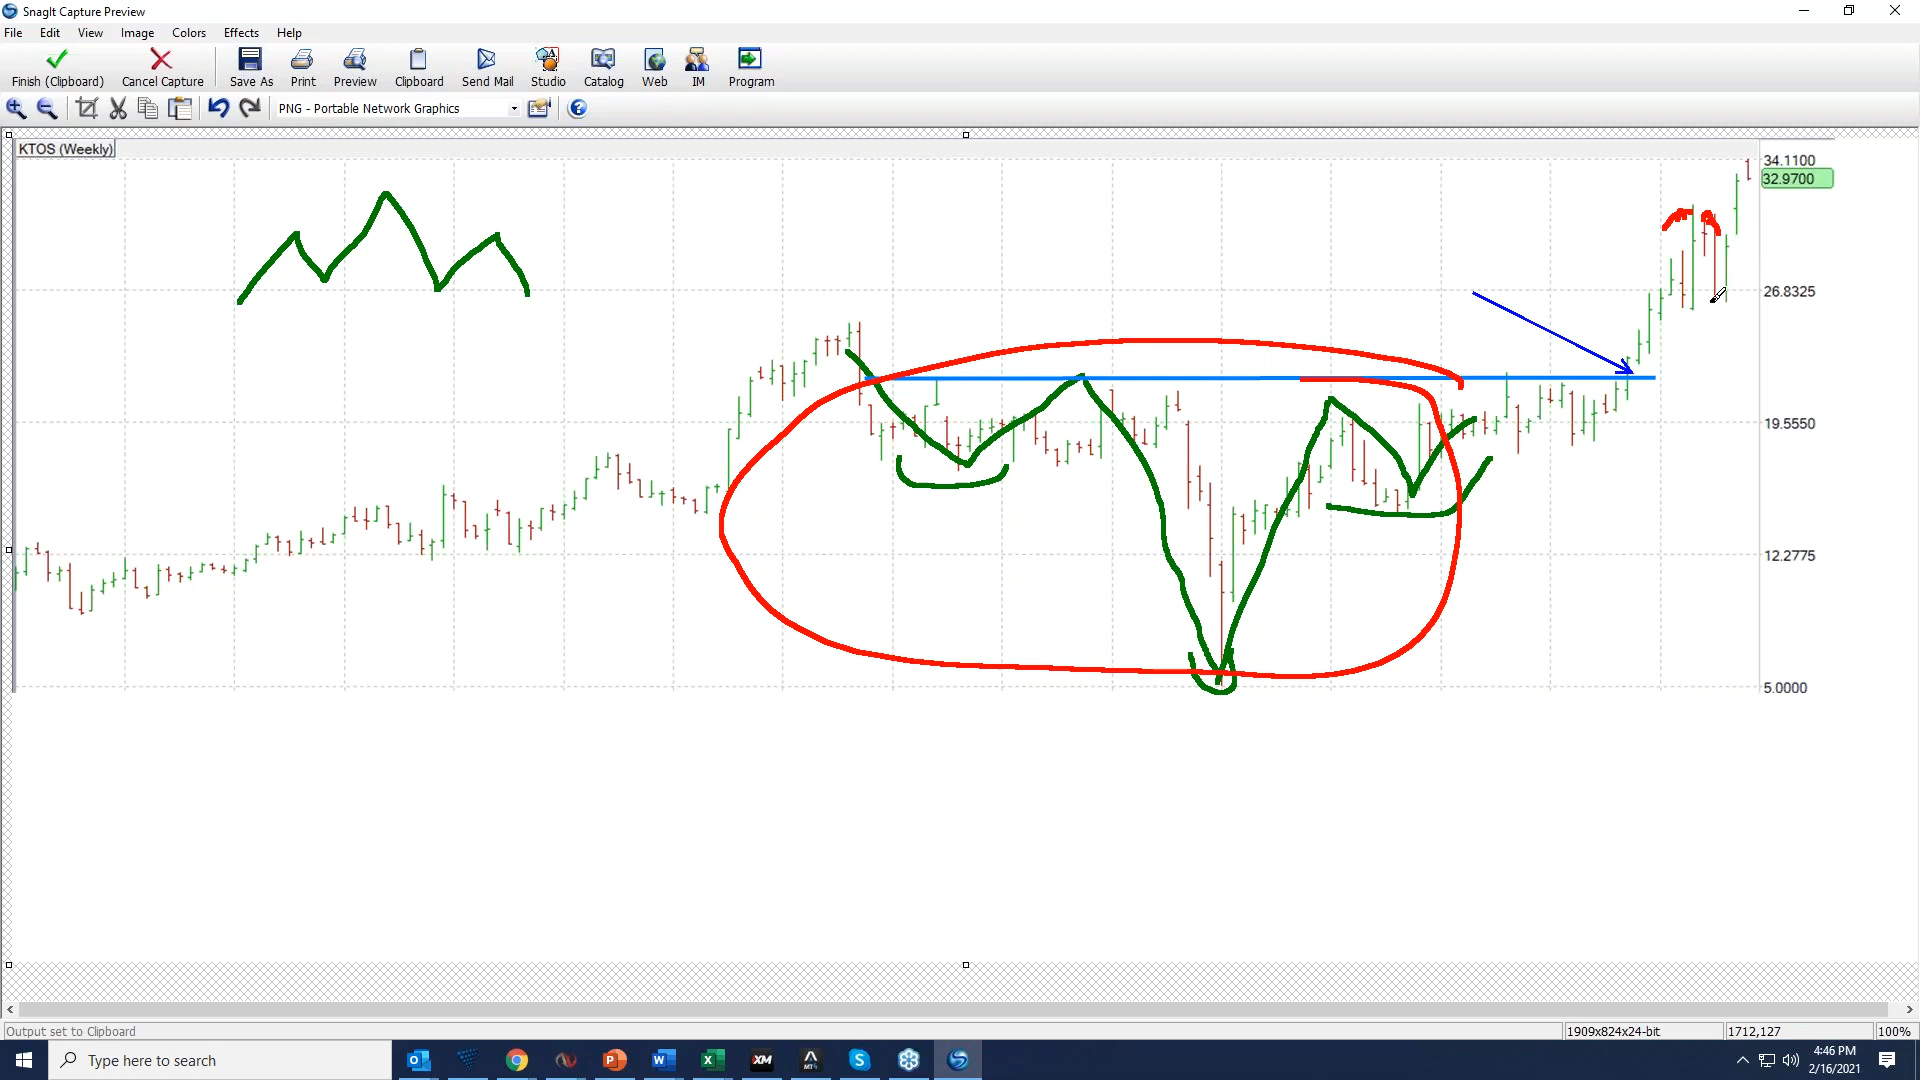 SnagIt Capture Preview
File Edit View Image Colors Effects Help
Finish (Clipboard) Cancel Capture Save As Print Preview Clipboard Send Mail Studio Catalog Web IM Program
PNG - Portable Network Graphics
KTOS (Weekly)
34.1100
32.9700
26.8325
19.5550
12.2775
5.0000
Output set to Clipboard 1909x824x24-bit 1712,127 100%
Type here to search
XM
MT4
4:46 PM
2/16/2021